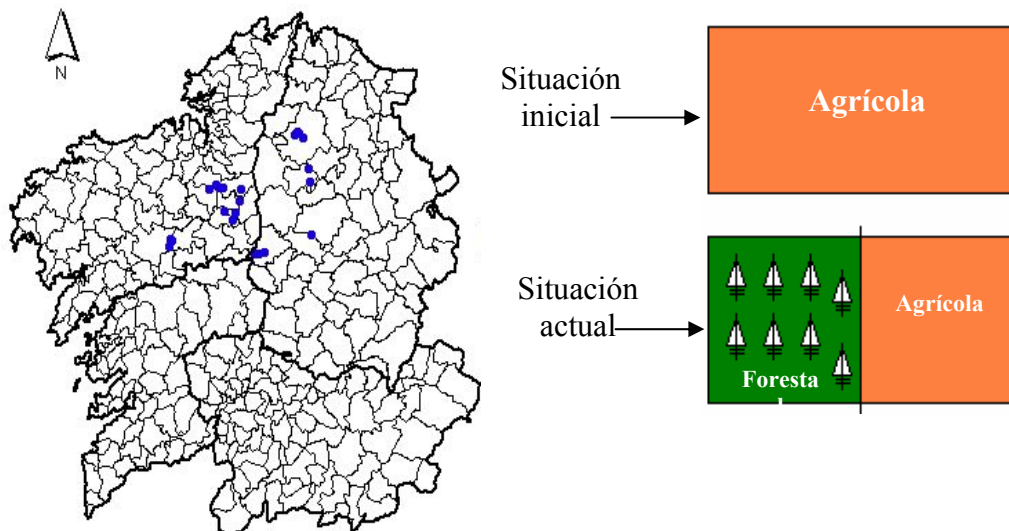 N
Situación
inicial
Agrícola
Situación
actual
Agrícola
Foresta
l